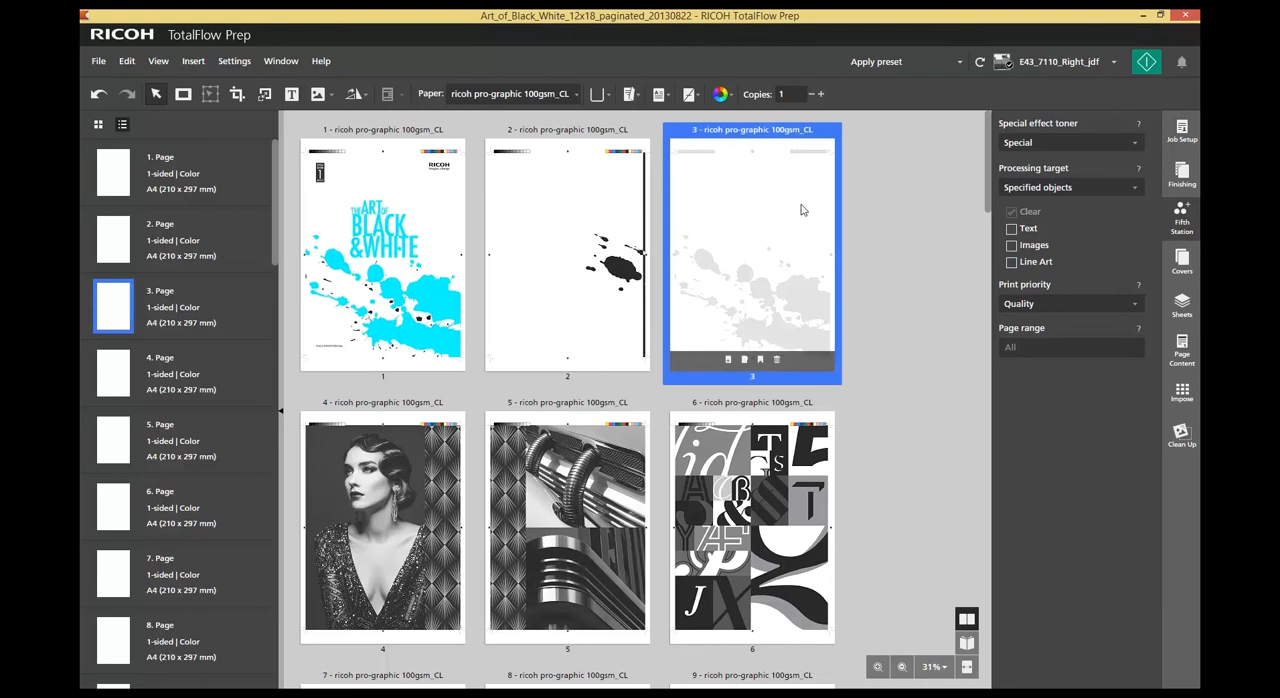 Art_of_Black_White_12x18_paginated_20130822 - RICOH TotalFlow Prep
RICOH TotalFlow Prep
File Edit View Insert Settings Window Help
Apply preset
E43_7110_Right_jdf
Paper: ricoh pro-graphic 100gsm_CL
Copies: 1
1. Page
1-sided | Color
A4 (210 x 297 mm)
2. Page
1-sided | Color
A4 (210 x 297 mm)
3. Page
1-sided | Color
A4 (210 x 297 mm)
4. Page
1-sided | Color
A4 (210 x 297 mm)
5. Page
1-sided | Color
A4 (210 x 297 mm)
6. Page
1-sided | Color
A4 (210 x 297 mm)
7. Page
1-sided | Color
A4 (210 x 297 mm)
8. Page
1-sided | Color
A4 (210 x 297 mm)
1 - ricoh pro-graphic 100gsm_CL
2 - ricoh pro-graphic 100gsm_CL
3 - ricoh pro-graphic 100gsm_CL
RICOH
THE ART OF
BLACK
&WHITE
1
2
3
4 - ricoh pro-graphic 100gsm_CL
5 - ricoh pro-graphic 100gsm_CL
6 - ricoh pro-graphic 100gsm_CL
4
5
6
7 - ricoh pro-graphic 100gsm_CL
8 - ricoh pro-graphic 100gsm_CL
9 - ricoh pro-graphic 100gsm_CL
31%
Special effect toner ?
Special
Processing target ?
Specified objects
Clear
Text
Images
Line Art
Print priority ?
Quality
Page range ?
All
Job Setup
Finishing
Fifth
Station
Covers
Sheets
Page
Content
Impose
Clean Up